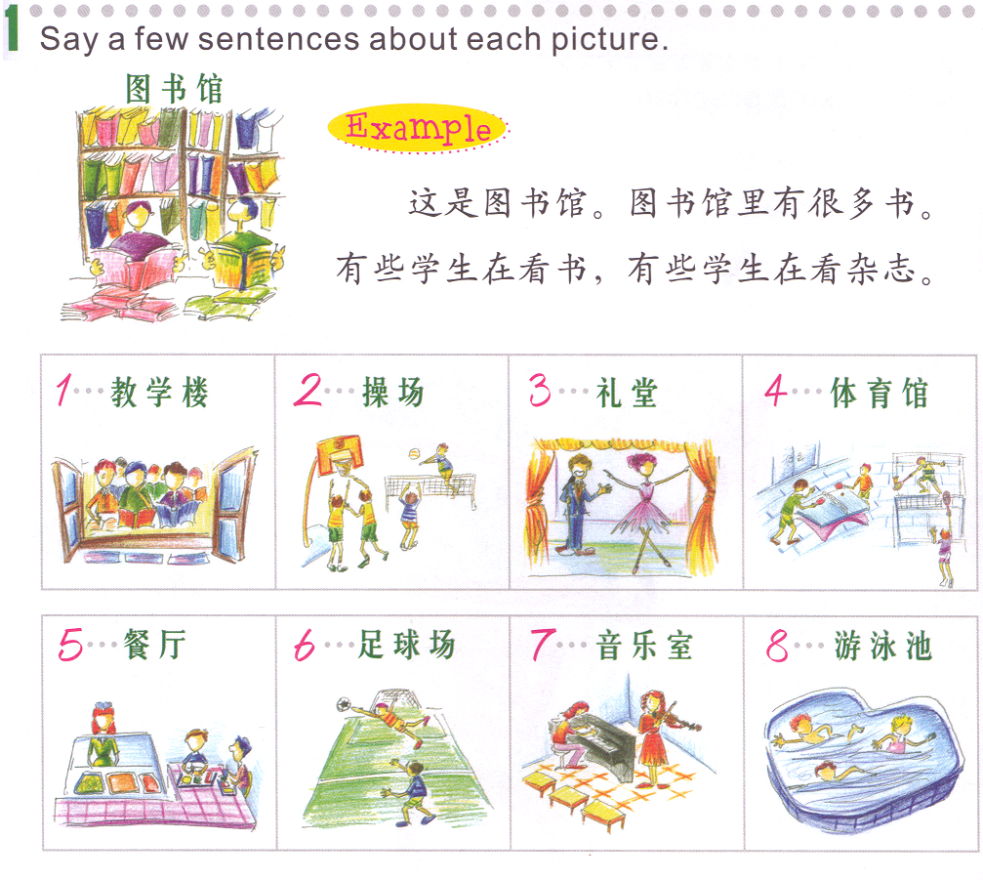 1 Say a few sentences about each picture.
图书馆
Example
这是图书馆。图书馆里有很多书。
有些学生在看书，有些学生在看杂志。
1···教学楼
2···操场
3···礼堂
4···体育馆
5···餐厅
6···足球场
7···音乐室
8···游泳池